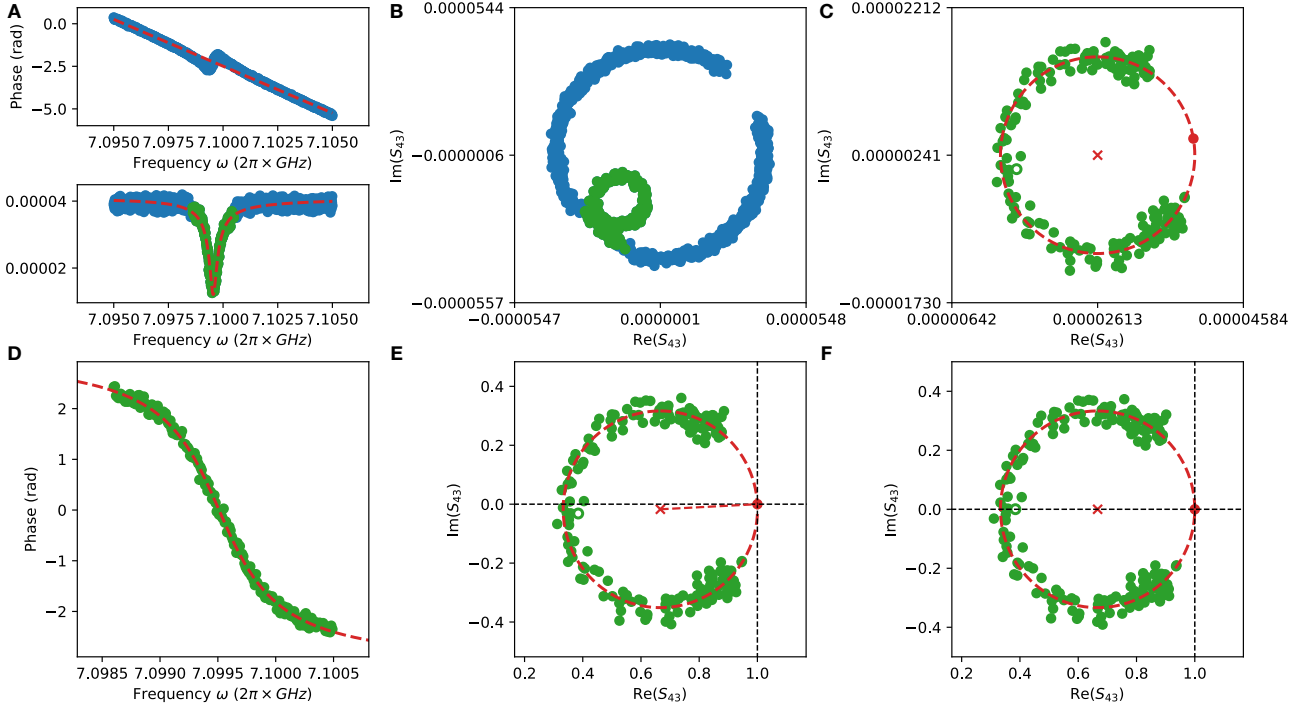 A
0.0
−2.5
−5.0
Phase (rad)
7.0950 7.0975 7.1000 7.1025 7.1050
Frequency ω (2π × GHz)
0.00004
0.00002
7.0950 7.0975 7.1000 7.1025 7.1050
Frequency ω (2π × GHz)
B
−0.0000544
−0.0000006
−0.0000557
Im(S43)
−0.0000547 0.0000001 0.0000548
Re(S43)
C
0.00002212
0.00000241
−0.00001730
Im(S43)
0.00000642 0.00002613 0.00004584
Re(S43)
D
2
1
0
−1
−2
Phase (rad)
7.0985 7.0990 7.0995 7.1000 7.1005
Frequency ω (2π × GHz)
E
0.4
0.2
0.0
−0.2
−0.4
Im(S43)
0.2 0.4 0.6 0.8 1.0
Re(S43)
F
0.4
0.2
0.0
−0.2
−0.4
Im(S43)
0.2 0.4 0.6 0.8 1.0
Re(S43)